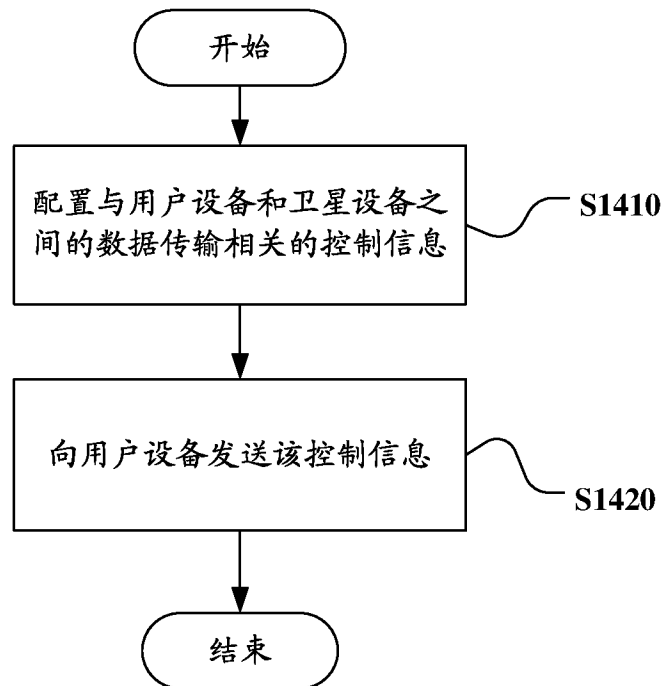 开始
配置与用户设备和卫星设备之
间的数据传输相关的控制信息
S1410
向用户设备发送该控制信息
S1420
结束